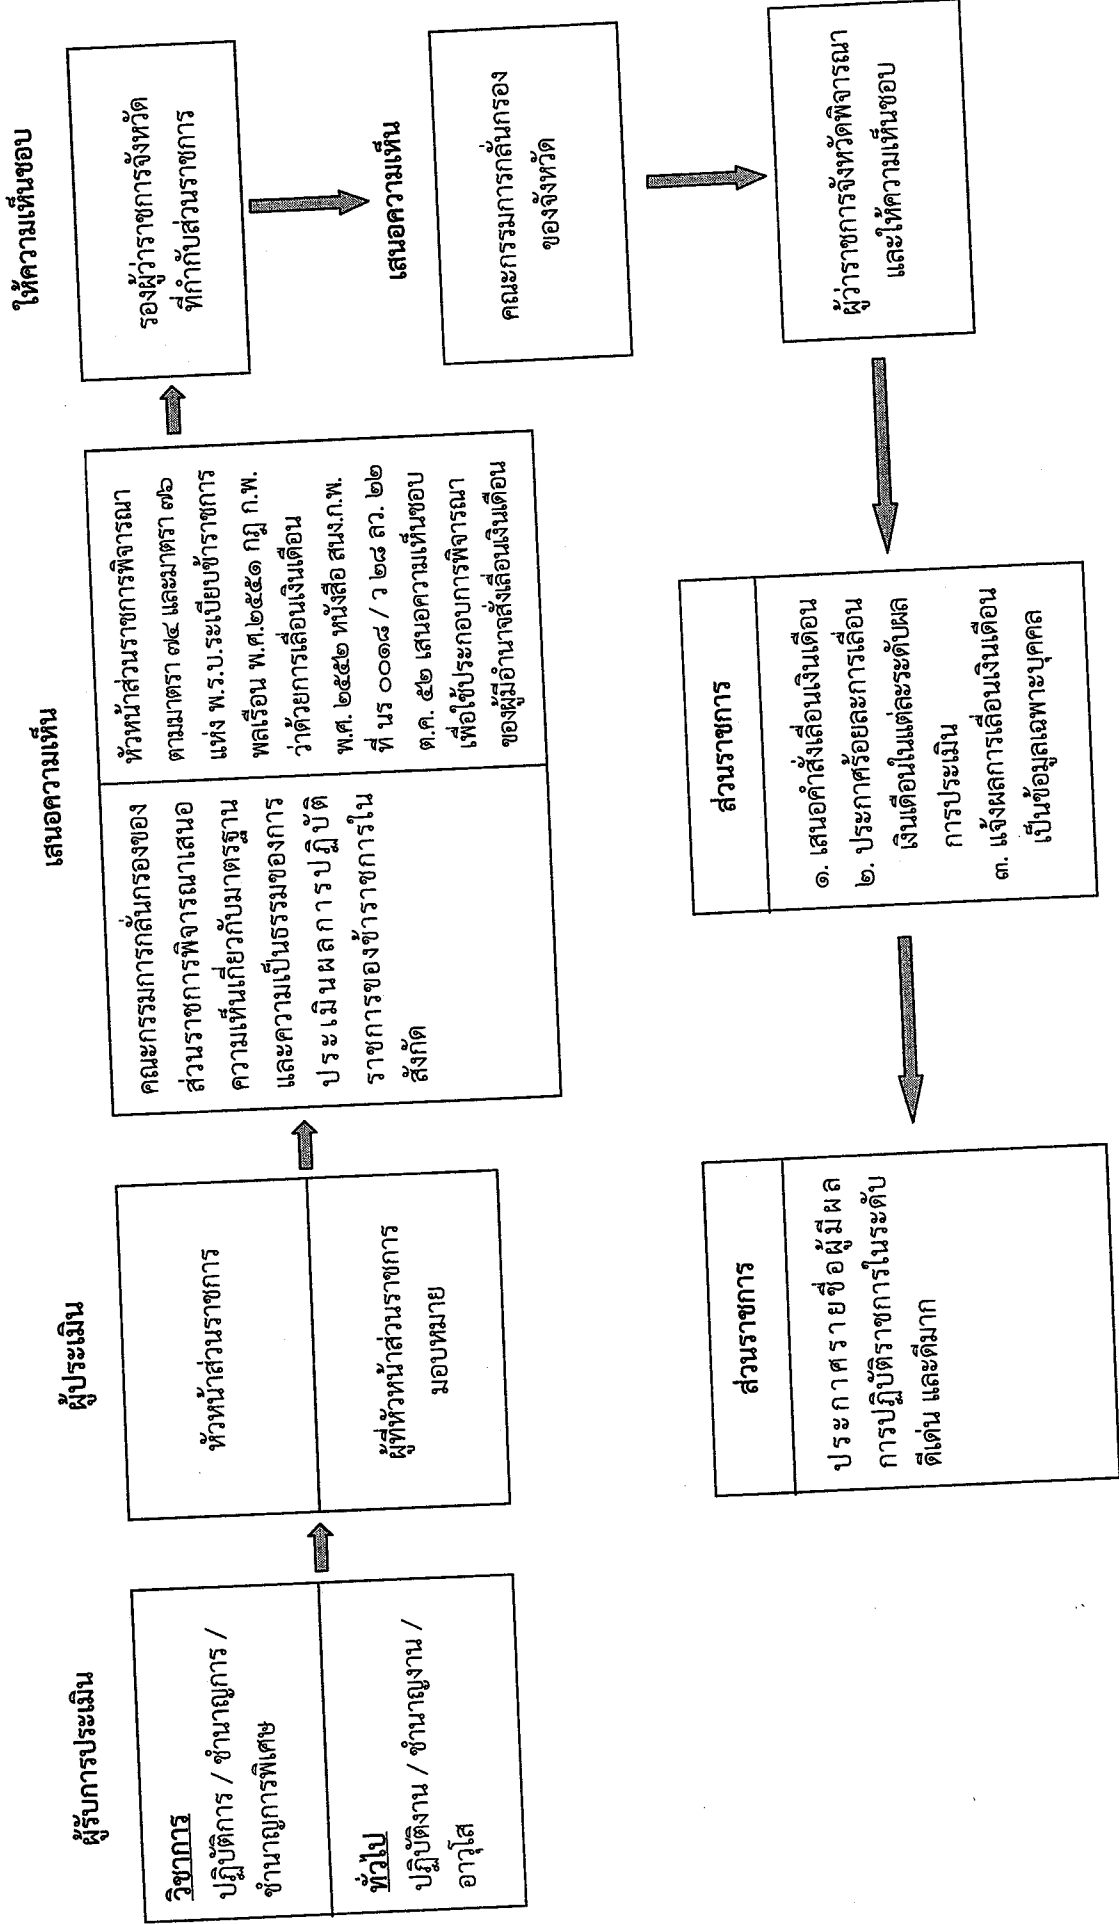 ผู้รับการประเมิน
วิชาการ
ปฏิบัติการ / ชำนาญการ /
ชำนาญการพิเศษ
ทั่วไป
ปฏิบัติงาน / ชำนาญงาน /
อาวุโส
ผู้ประเมิน
หัวหน้าส่วนราชการ
ผู้ที่หัวหน้าส่วนราชการ
มอบหมาย
เสนอความเห็น
คณะกรรมการกลั่นกรองของ
ส่วนราชการพิจารณาเสนอ
ความเห็นเกี่ยวกับมาตรฐาน
และความเป็นธรรมของการ
ประเมินผลการปฏิบัติ
ราชการของข้าราชการใน
สังกัด
หัวหน้าส่วนราชการพิจารณา
ตามมาตรา ๗๔ และมาตรา ๗๖
แห่ง พ.ร.บ.ระเบียบข้าราชการ
พลเรือน พ.ศ.๒๕๕๑ กฎ ก.พ.
ว่าด้วยการเลื่อนเงินเดือน
พ.ศ. ๒๕๕๒ หนังสือ สนง.ก.พ.
ที่ นร ๐๐๑๘ / ว ๒๘ ลว. ๒๒
ต.ค. ๕๒ เสนอความเห็นชอบ
เพื่อใช้ประกอบการพิจารณา
ของผู้มีอำนาจสั่งเลื่อนเงินเดือน
ให้ความเห็นชอบ
รองผู้ว่าราชการจังหวัด
ที่กำกับส่วนราชการ
เสนอความเห็น
คณะกรรมการกลั่นกรอง
ของจังหวัด
ผู้ว่าราชการจังหวัดพิจารณา
และให้ความเห็นชอบ
ส่วนราชการ
๑. เสนอคำสั่งเลื่อนเงินเดือน
๒. ประกาศร้อยละการเลื่อน
เงินเดือนในแต่ละระดับผล
การประเมิน
๓. แจ้งผลการเลื่อนเงินเดือน
เป็นข้อมูลเฉพาะบุคคล
ส่วนราชการ
ประกาศรายชื่อผู้มีผล
การปฏิบัติราชการในระดับ
ดีเด่น และดีมาก